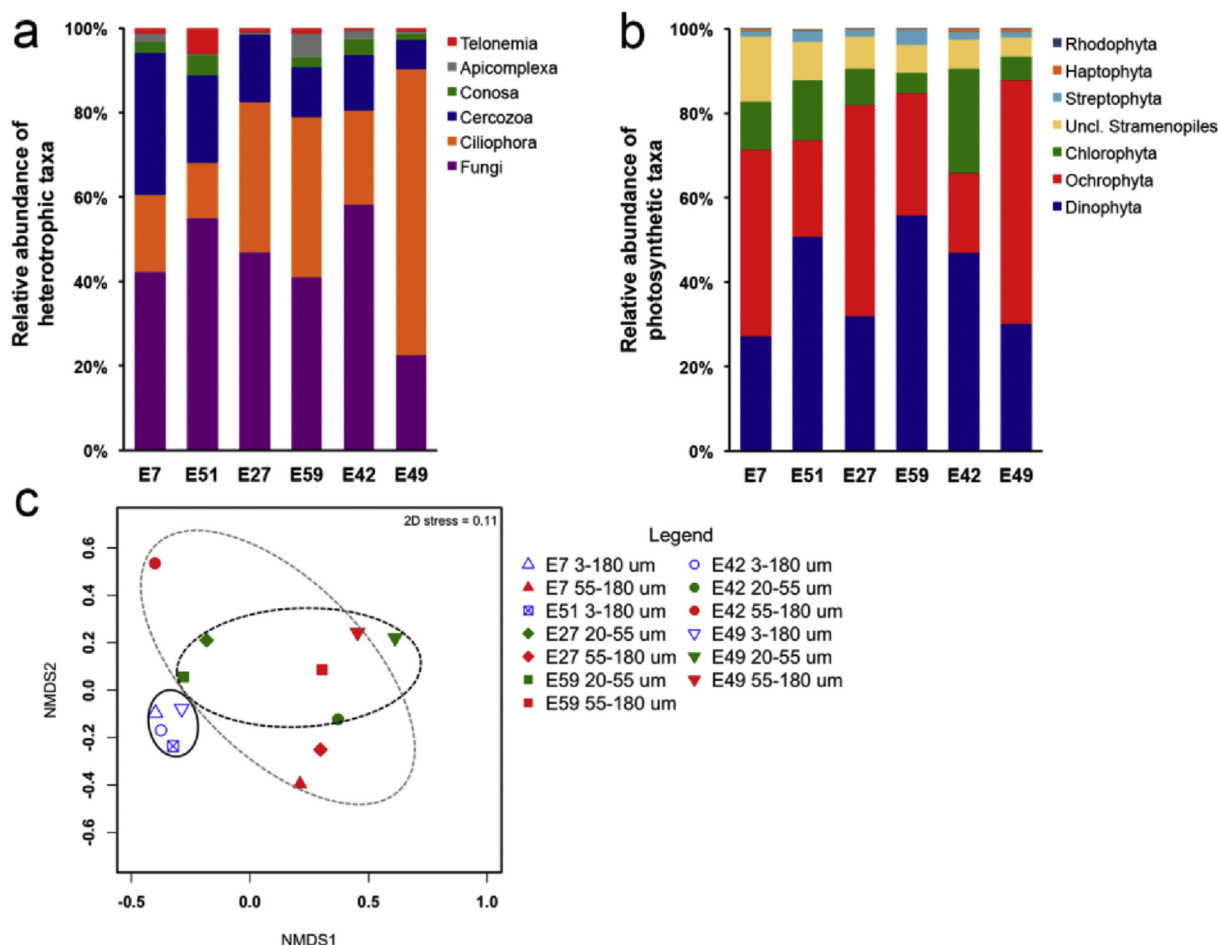 a
Relative abundance of
heterotrophic taxa
100%
80%
60%
40%
20%
0%
E7 E51 E27 E59 E42 E49
Telonemia
Apicomplexa
Conosa
Cercozoa
Ciliophora
Fungi
b
Relative abundance of
photosynthetic taxa
100%
80%
60%
40%
20%
0%
E7 E51 E27 E59 E42 E49
Rhodophyta
Haptophyta
Streptophyta
Uncl. Stramenopiles
Chlorophyta
Ochrophyta
Dinophyta
c
2D stress = 0.11
NMDS2
0.6
0.4
0.2
0.0
-0.2
-0.4
-0.6
-0.5 0.0 0.5 1.0
NMDS1
Legend
E7 3-180 um
E7 55-180 um
E51 3-180 um
E27 20-55 um
E27 55-180 um
E59 20-55 um
E59 55-180 um
E42 3-180 um
E42 20-55 um
E42 55-180 um
E49 3-180 um
E49 20-55 um
E49 55-180 um